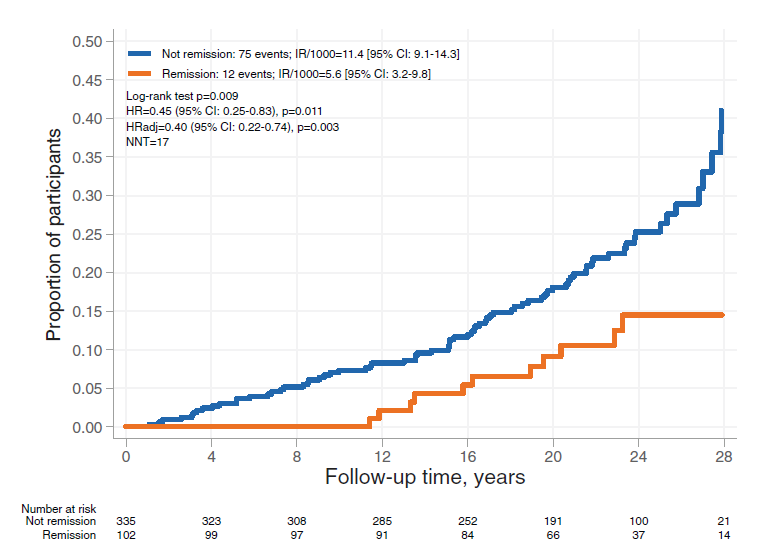 0.50
0.45
0.40
0.35
0.30
0.25
0.20
0.15
0.10
0.05
0.00
Proportion of participants
Not remission: 75 events; IR/1000=11.4 [95% CI: 9.1-14.3]
Remission: 12 events; IR/1000=5.6 [95% CI: 3.2-9.8]
Log-rank test p=0.009
HR=0.45 (95% CI: 0.25-0.83), p=0.011
HRadj=0.40 (95% CI: 0.22-0.74), p=0.003
NNT=17
0 4 8 12 16 20 24 28
Follow-up time, years
Number at risk
Not remission 335 323 308 285 252 191 100 21
Remission 102 99 97 91 84 66 37 14